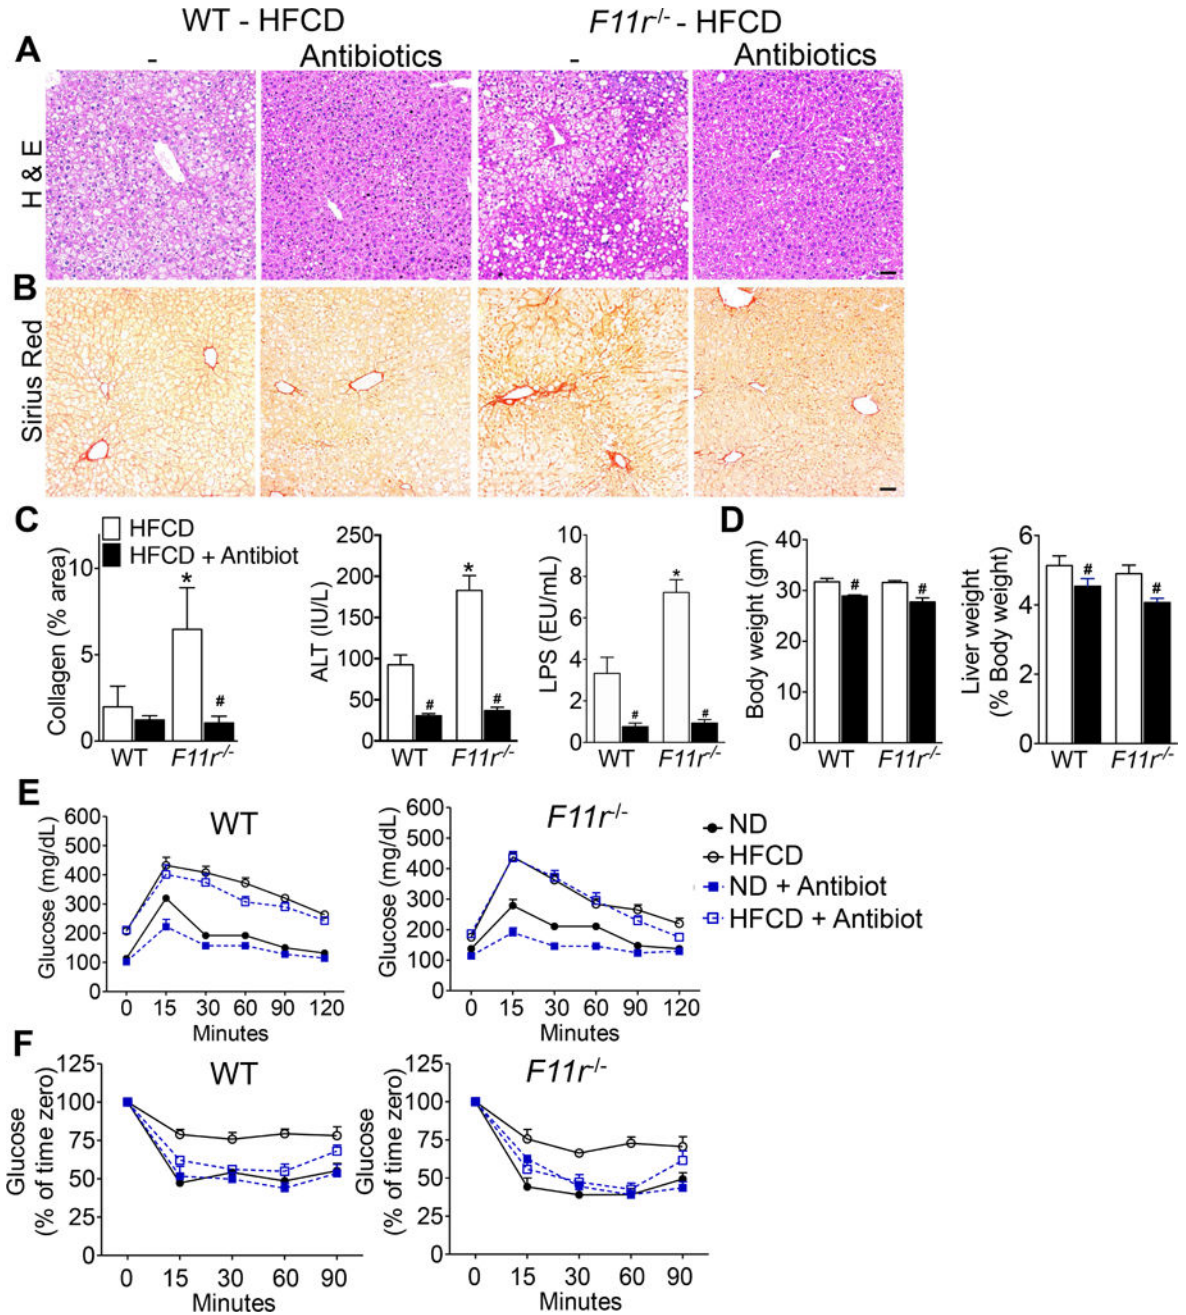 WT - HFCD
F11r-/- - HFCD
A
-
Antibiotics
-
Antibiotics
H & E
B
Sirius Red
C
HFCD
HFCD + Antibiot
Collagen (% area)
10
5
0
WT
F11r-/-
*
#
ALT (IU/L)
250
200
150
100
50
0
WT
F11r-/-
#
*
#
LPS (EU/mL)
10
8
6
4
2
0
WT
F11r-/-
#
*
#
D
Body weight (gm)
40
30
20
10
0
WT
F11r-/-
#
#
Liver weight
(% Body weight)
6
4
2
0
WT
F11r-/-
#
#
E
WT
Glucose (mg/dL)
600
500
400
300
200
100
0
0 15 30 60 90 120
Minutes
F11r-/-
Glucose (mg/dL)
600
500
400
300
200
100
0
0 15 30 60 90 120
Minutes
ND
HFCD
ND + Antibiot
HFCD + Antibiot
F
WT
Glucose
(% of time zero)
125
100
75
50
25
0
0 15 30 60 90
Minutes
F11r-/-
Glucose
(% of time zero)
125
100
75
50
25
0
0 15 30 60 90
Minutes